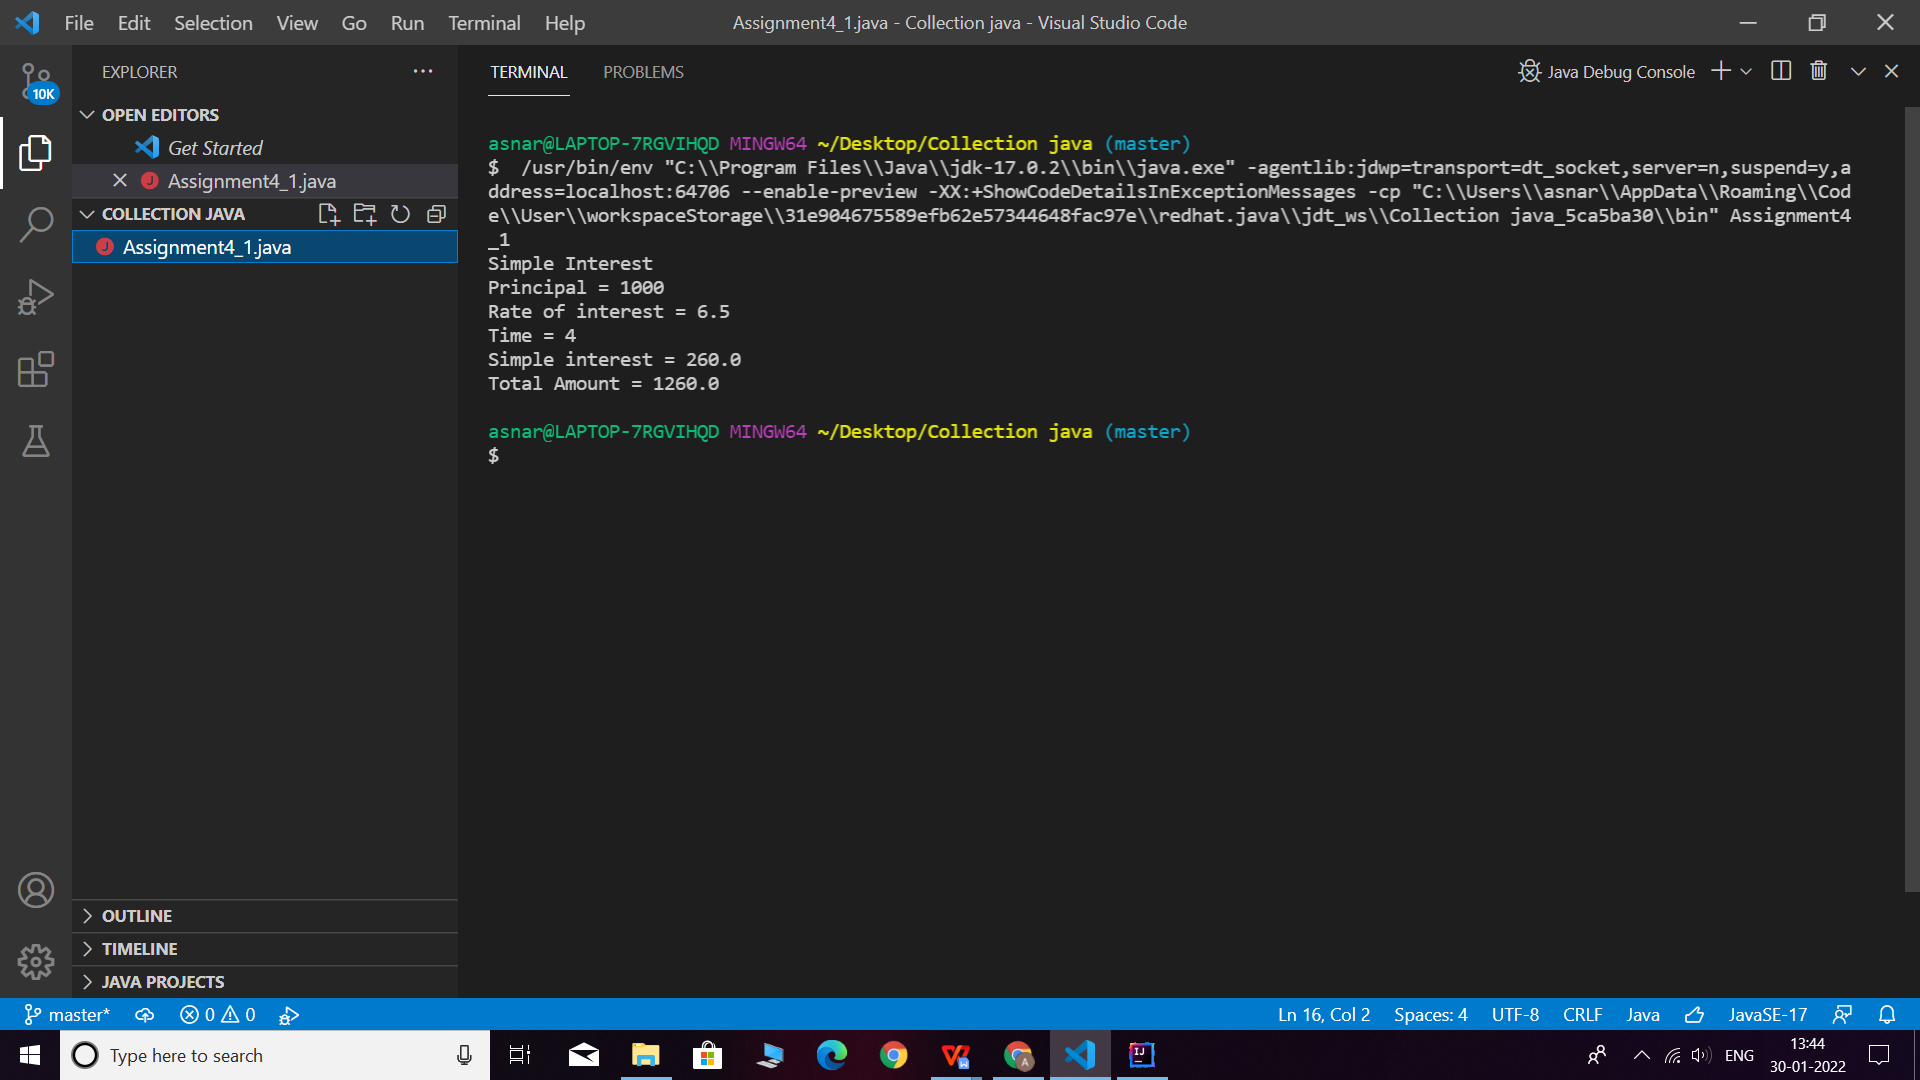 File Edit Selection View Go Run Terminal Help
Assignment4_1.java - Collection java - Visual Studio Code
10K
EXPLORER
OPEN EDITORS
Get Started
Assignment4_1.java
COLLECTION JAVA
Assignment4_1.java
OUTLINE
TIMELINE
JAVA PROJECTS
TERMINAL PROBLEMS
Java Debug Console
asnar@LAPTOP-7RGVIHQD MINGW64 ~/Desktop/Collection java (master)
$  /usr/bin/env "C:\\Program Files\\Java\\jdk-17.0.2\\bin\\java.exe" -agentlib:jdwp=transport=dt_socket,server=n,suspend=y,a
ddress=localhost:64706 --enable-preview -XX:+ShowCodeDetailsInExceptionMessages -cp "C:\\Users\\asnar\\AppData\\Roaming\\Cod
e\\User\\workspaceStorage\\31e904675589efb62e57344648fac97e\\redhat.java\\jdt_ws\\Collection java_5ca5ba30\\bin" Assignment4
_1
Simple Interest
Principal = 1000
Rate of interest = 6.5
Time = 4
Simple interest = 260.0
Total Amount = 1260.0
asnar@LAPTOP-7RGVIHQD MINGW64 ~/Desktop/Collection java (master)
$
master* 0 0
Ln 16, Col 2 Spaces: 4 UTF-8 CRLF Java JavaSE-17
Type here to search
ENG
13:44
30-01-2022